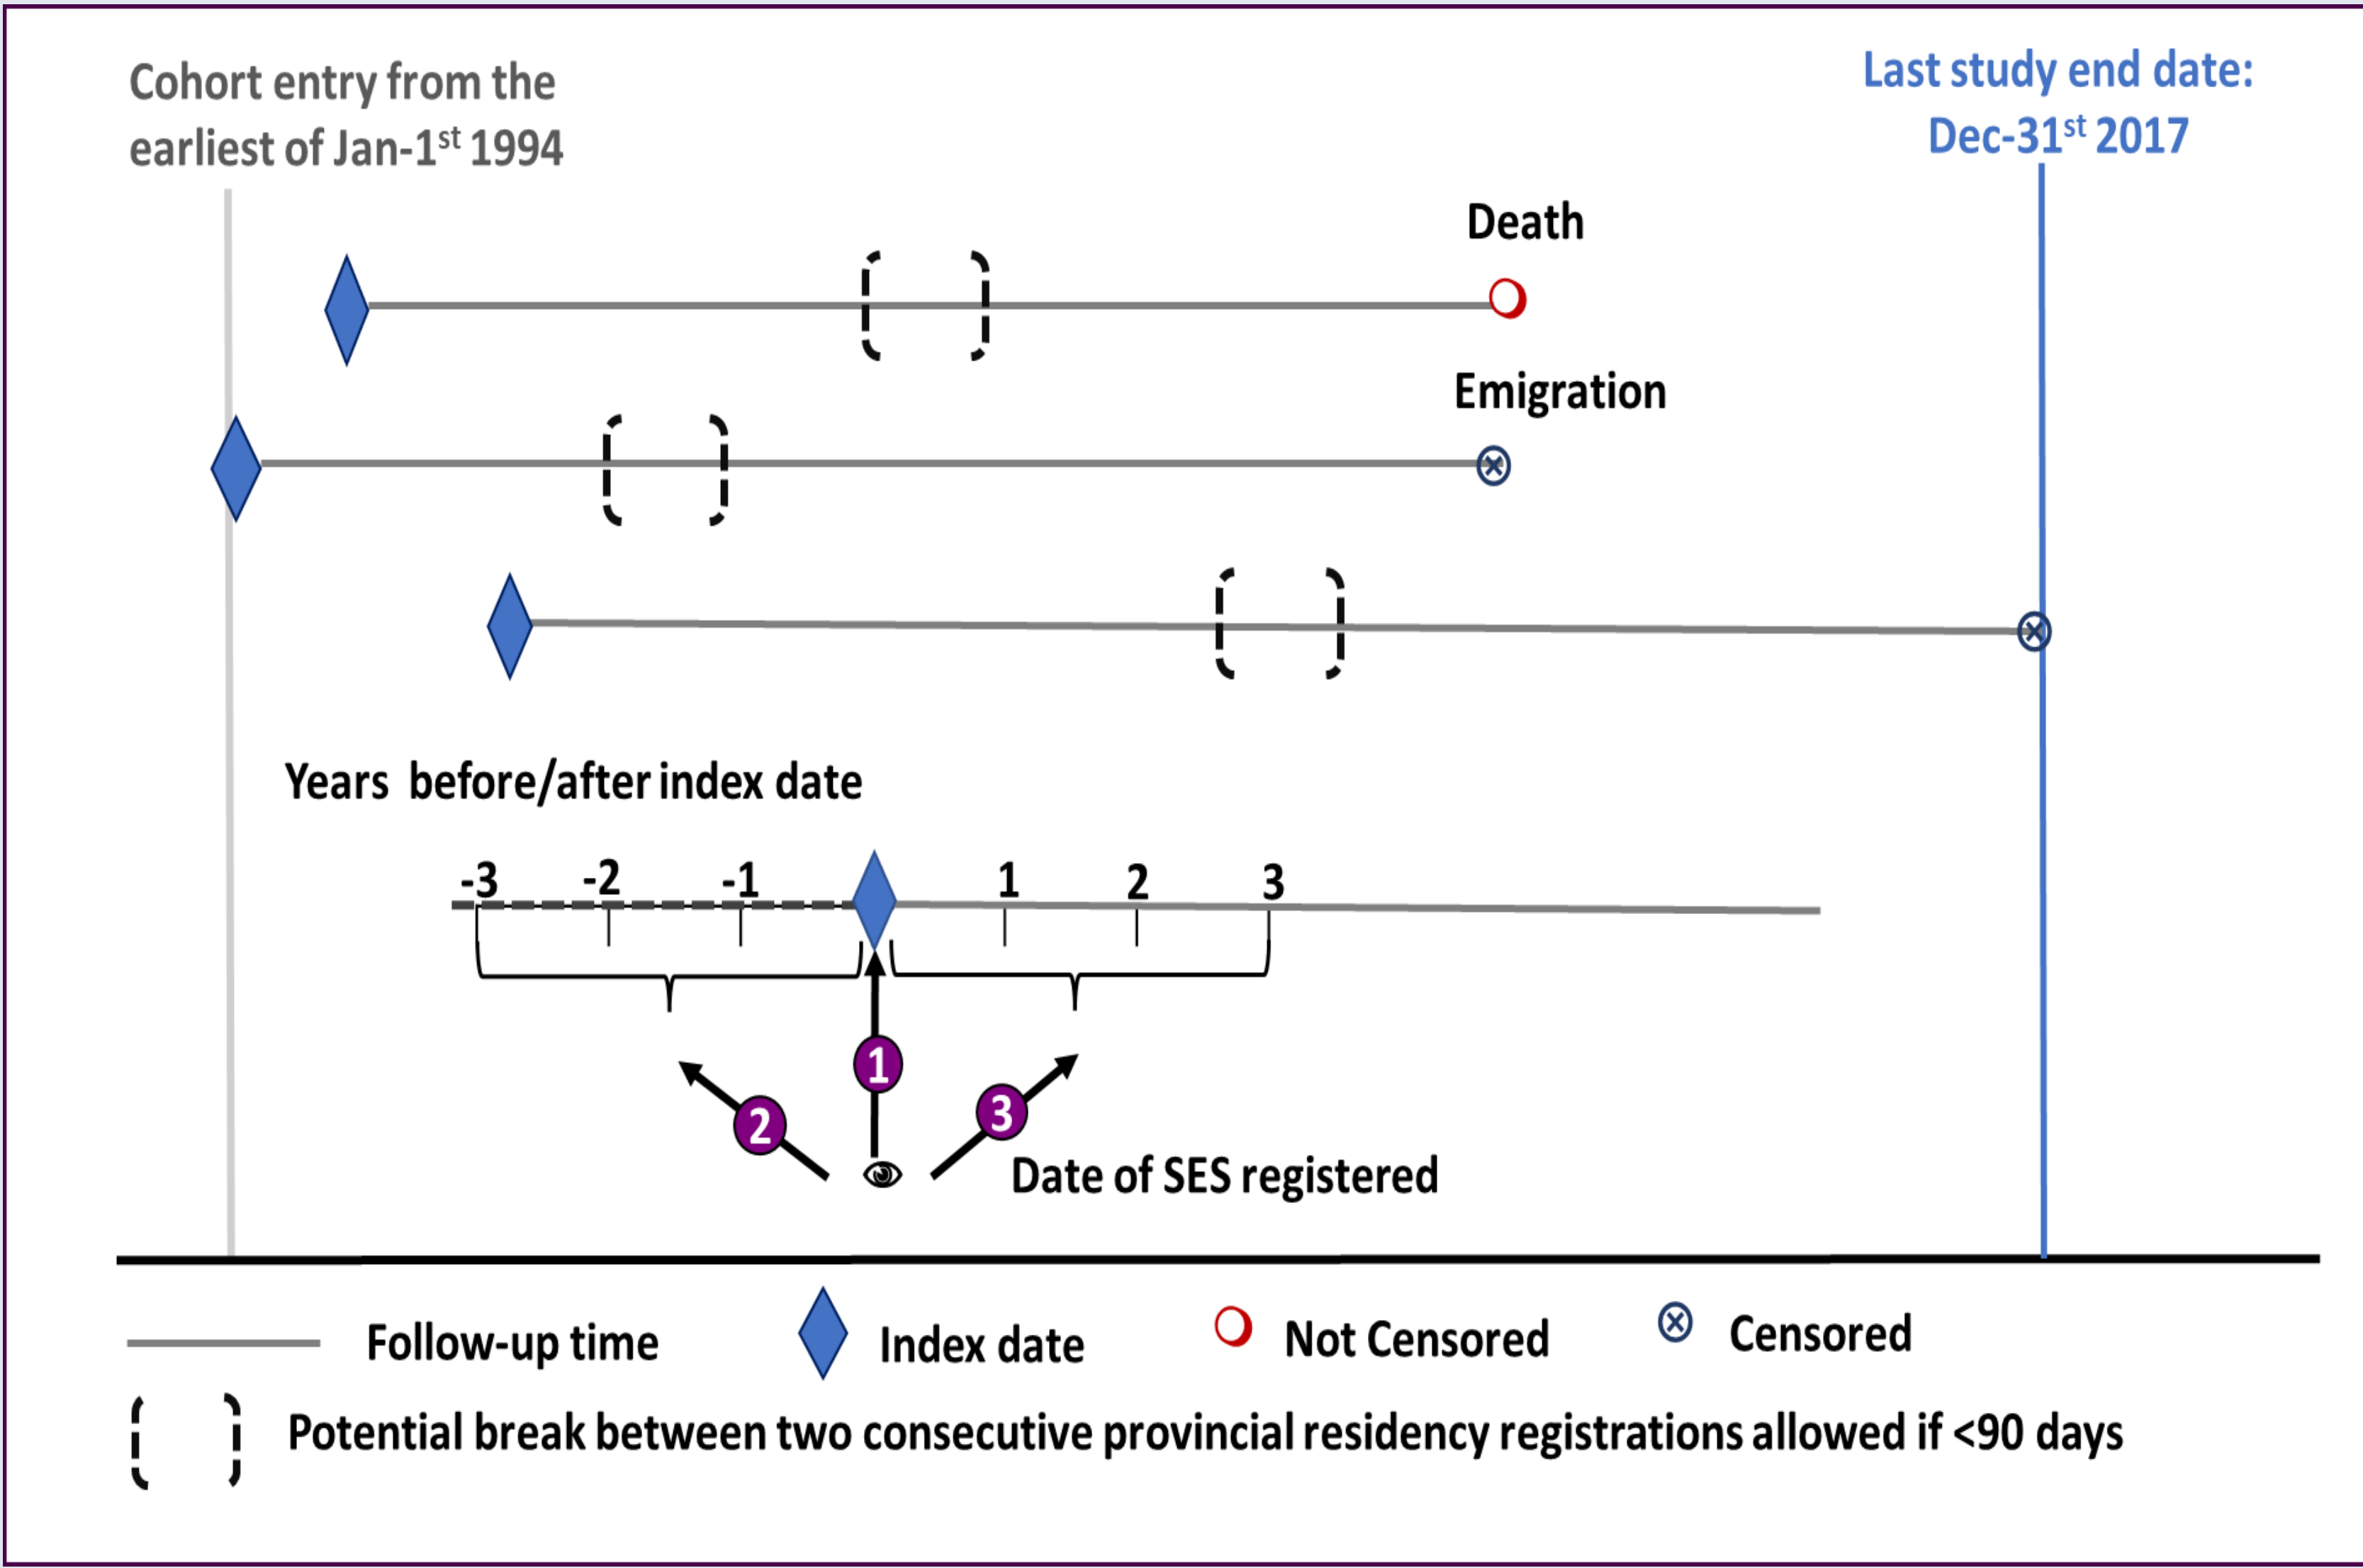 Cohort entry from the
earliest of Jan-1st 1994
Last study end date:
Dec-31st 2017
Death
Emigration
Years before/after index date
-3 -2 -1 1 2 3
1
2 3
Date of SES registered
Follow-up time Index date Not Censored Censored
Potential break between two consecutive provincial residency registrations allowed if <90 days